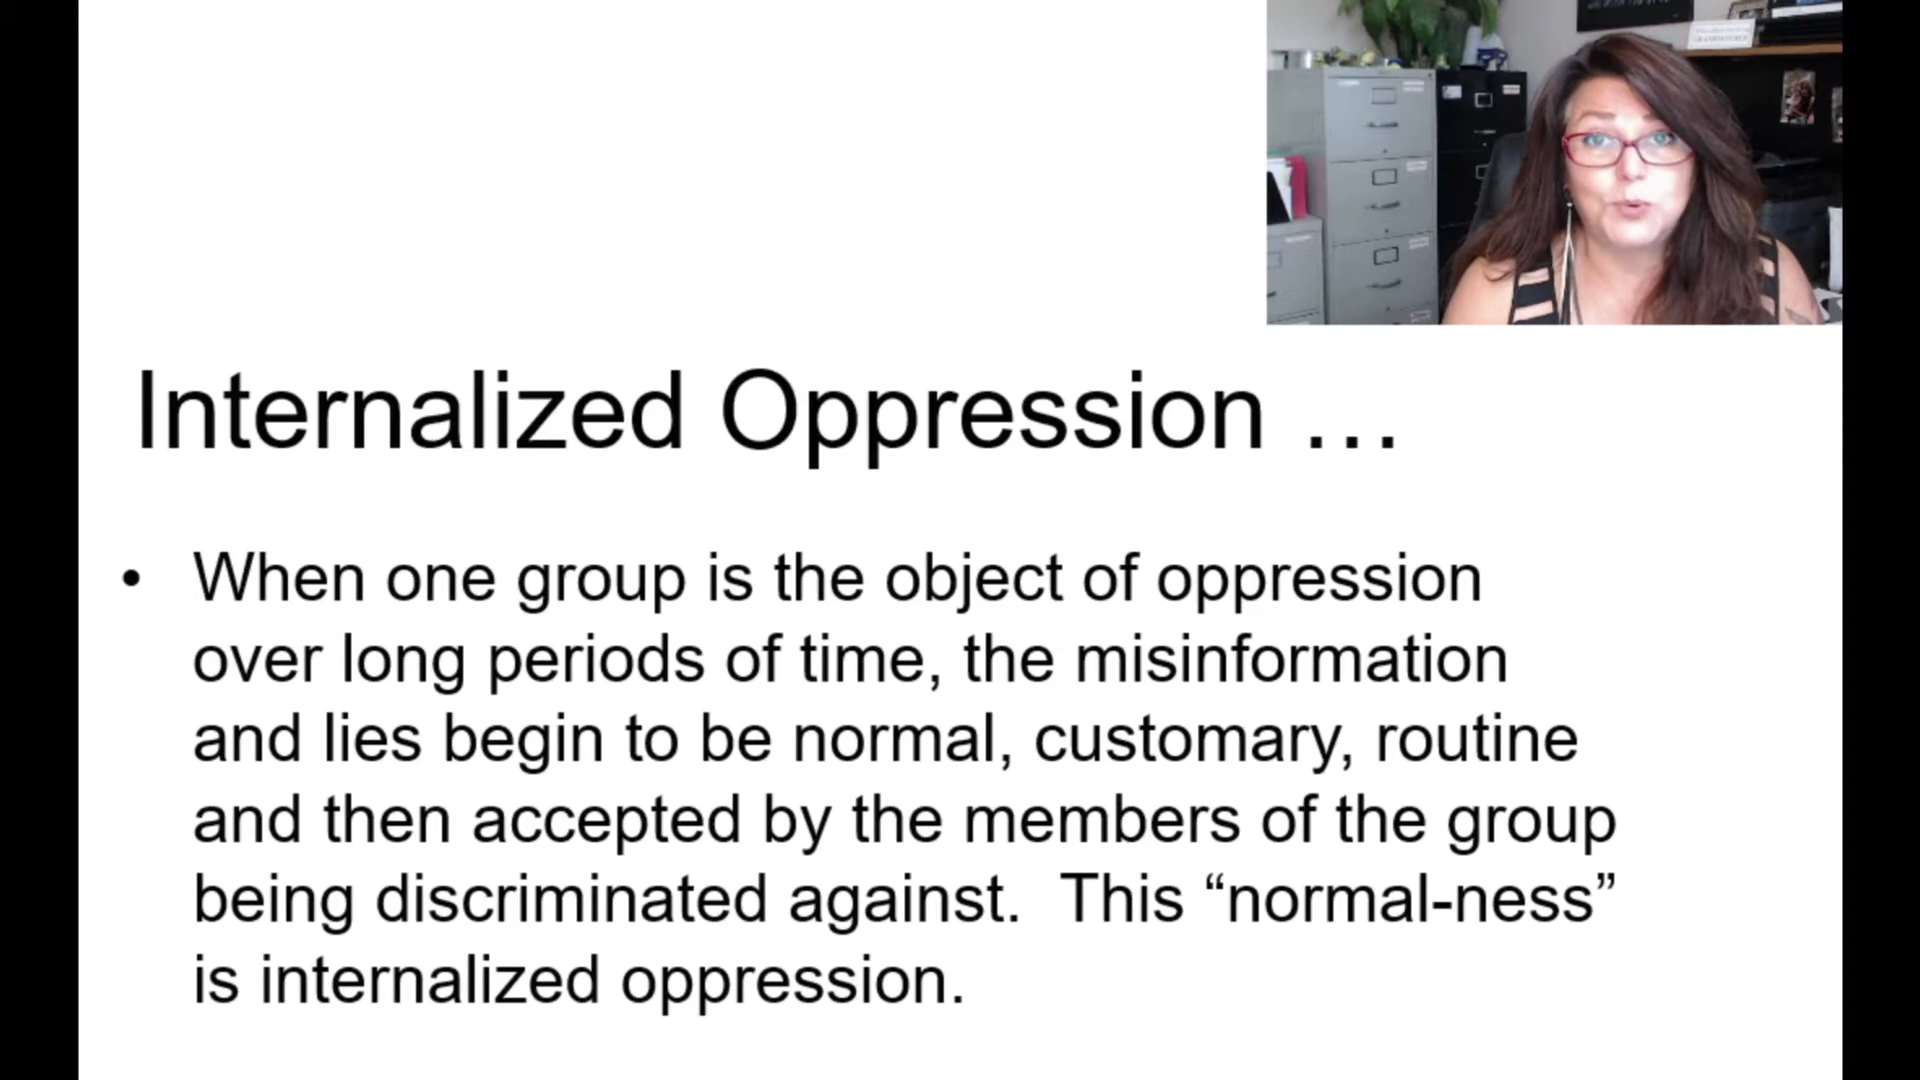 Internalized Oppression …
• When one group is the object of oppression
over long periods of time, the misinformation
and lies begin to be normal, customary, routine
and then accepted by the members of the group
being discriminated against.  This “normal-ness”
is internalized oppression.